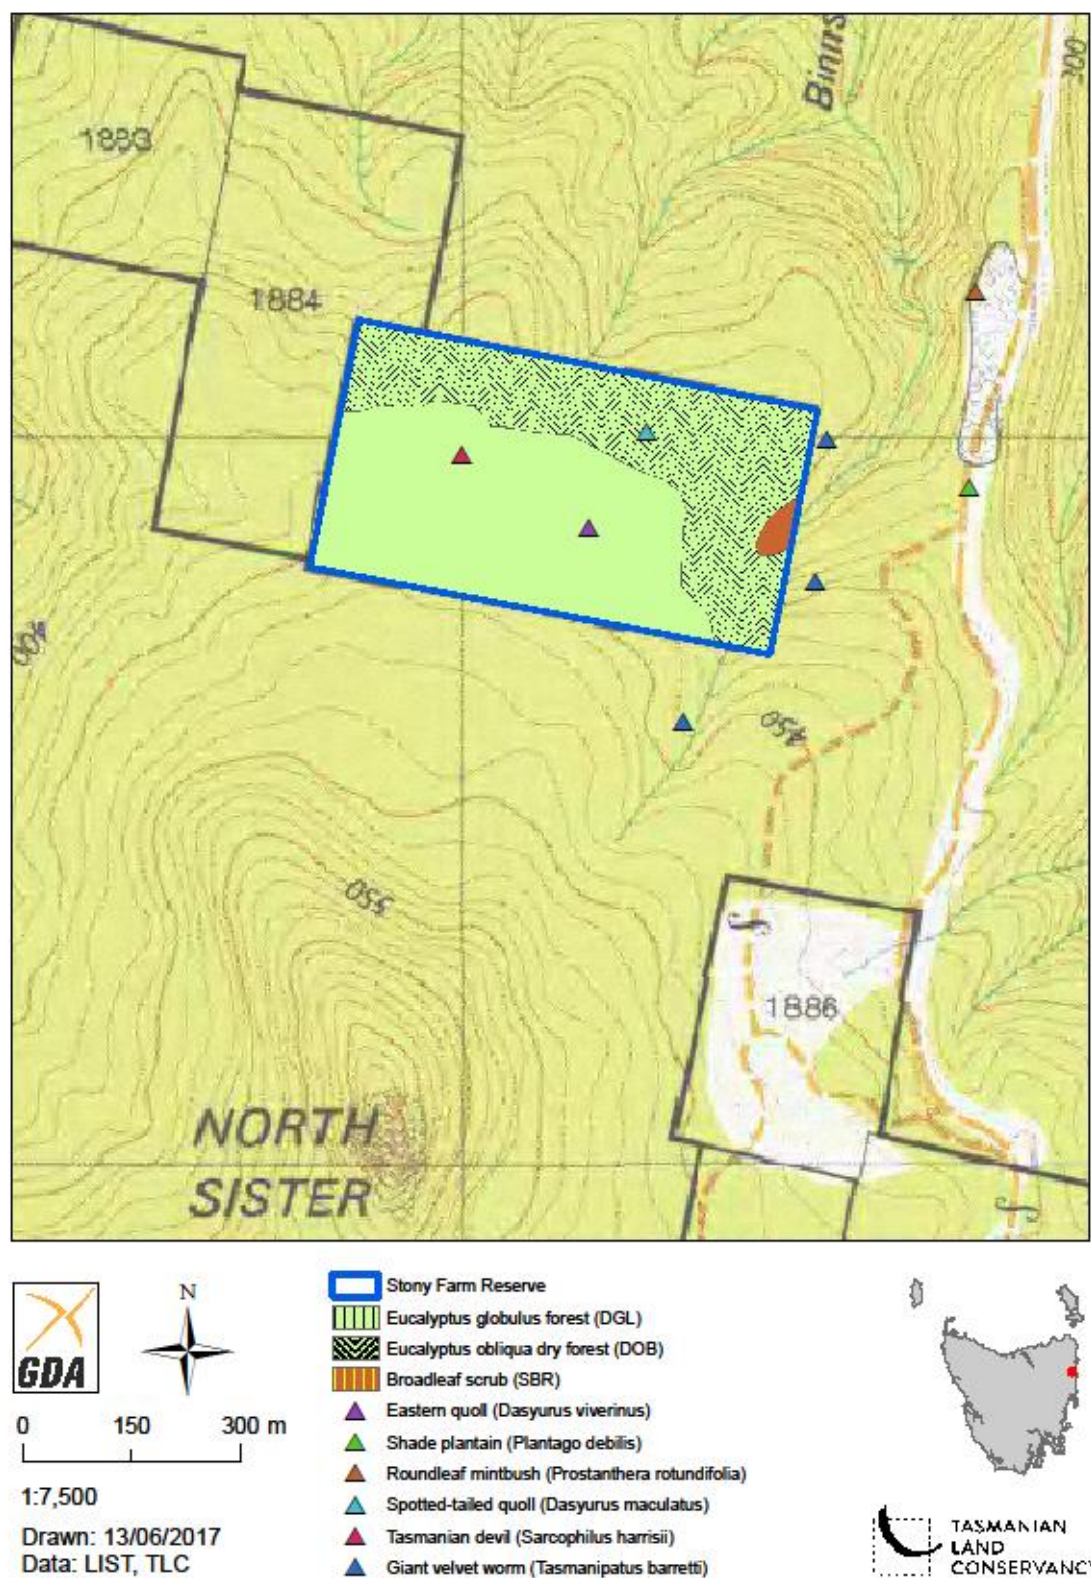 Binns
00
1883
1884
400
450
550
1886
NORTH
SISTER
GDA
N
0 150 300 m
1:7,500
Drawn: 13/06/2017
Data: LIST, TLC
Stony Farm Reserve
Eucalyptus globulus forest (DGL)
Eucalyptus obliqua dry forest (DOB)
Broadleaf scrub (SBR)
Eastern quoll (Dasyurus viverinus)
Shade plantain (Plantago debilis)
Roundleaf mintbush (Prostanthera rotundifolia)
Spotted-tailed quoll (Dasyurus maculatus)
Tasmanian devil (Sarcophilus harrisii)
Giant velvet worm (Tasmanipatus barretti)
TASMANIAN
LAND
CONSERVANCY